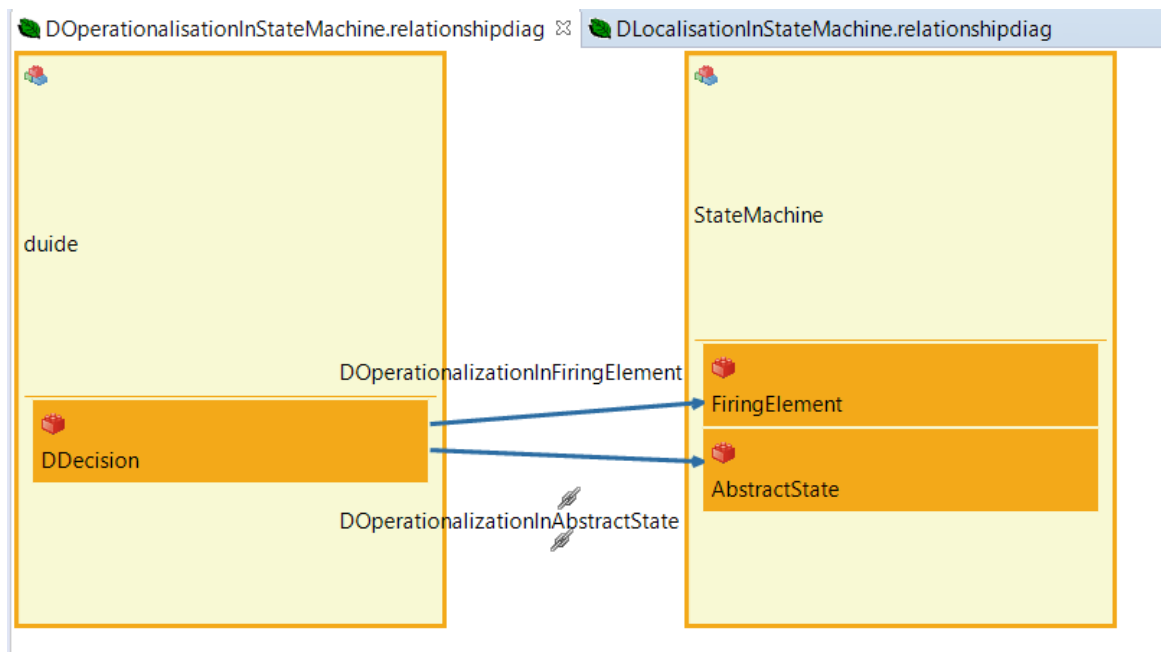 DOperationalisationInStateMachine.relationshipdiag
DLocalisationInStateMachine.relationshipdiag
duide
StateMachine
DOperationalizationInFiringElement
FiringElement
DDecision
AbstractState
DOperationalizationInAbstractState